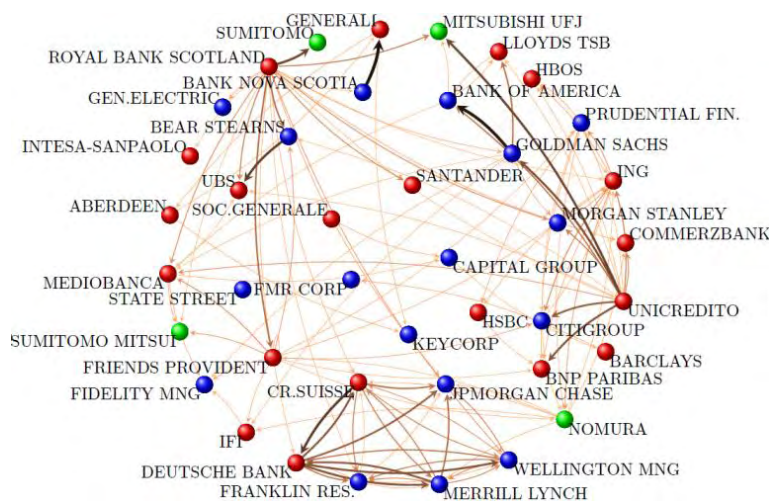 GENERALI
SUMITOMO
MITSUBISHI UFJ
ROYAL BANK SCOTLAND
LLOYDS TSB
HBOS
BANK NOVA SCOTIA
BANK OF AMERICA
GEN.ELECTRIC
PRUDENTIAL FIN.
BEAR STEARNS
GOLDMAN SACHS
INTESA-SANPAOLO
ING
UBS
SANTANDER
ABERDEEN
SOC.GENERALE
MORGAN STANLEY
COMMERZBANK
CAPITAL GROUP
MEDIOBANCA
STATE STREET
FMR CORP
UNICREDITO
HSBC
CITIGROUP
SUMITOMO MITSUI
KEYCORP
BARCLAYS
FRIENDS PROVIDENT
BNP PARIBAS
FIDELITY MNG
CR.SUISSE
JPMORGAN CHASE
NOMURA
IFI
DEUTSCHE BANK
WELLINGTON MNG
FRANKLIN RES.
MERRILL LYNCH